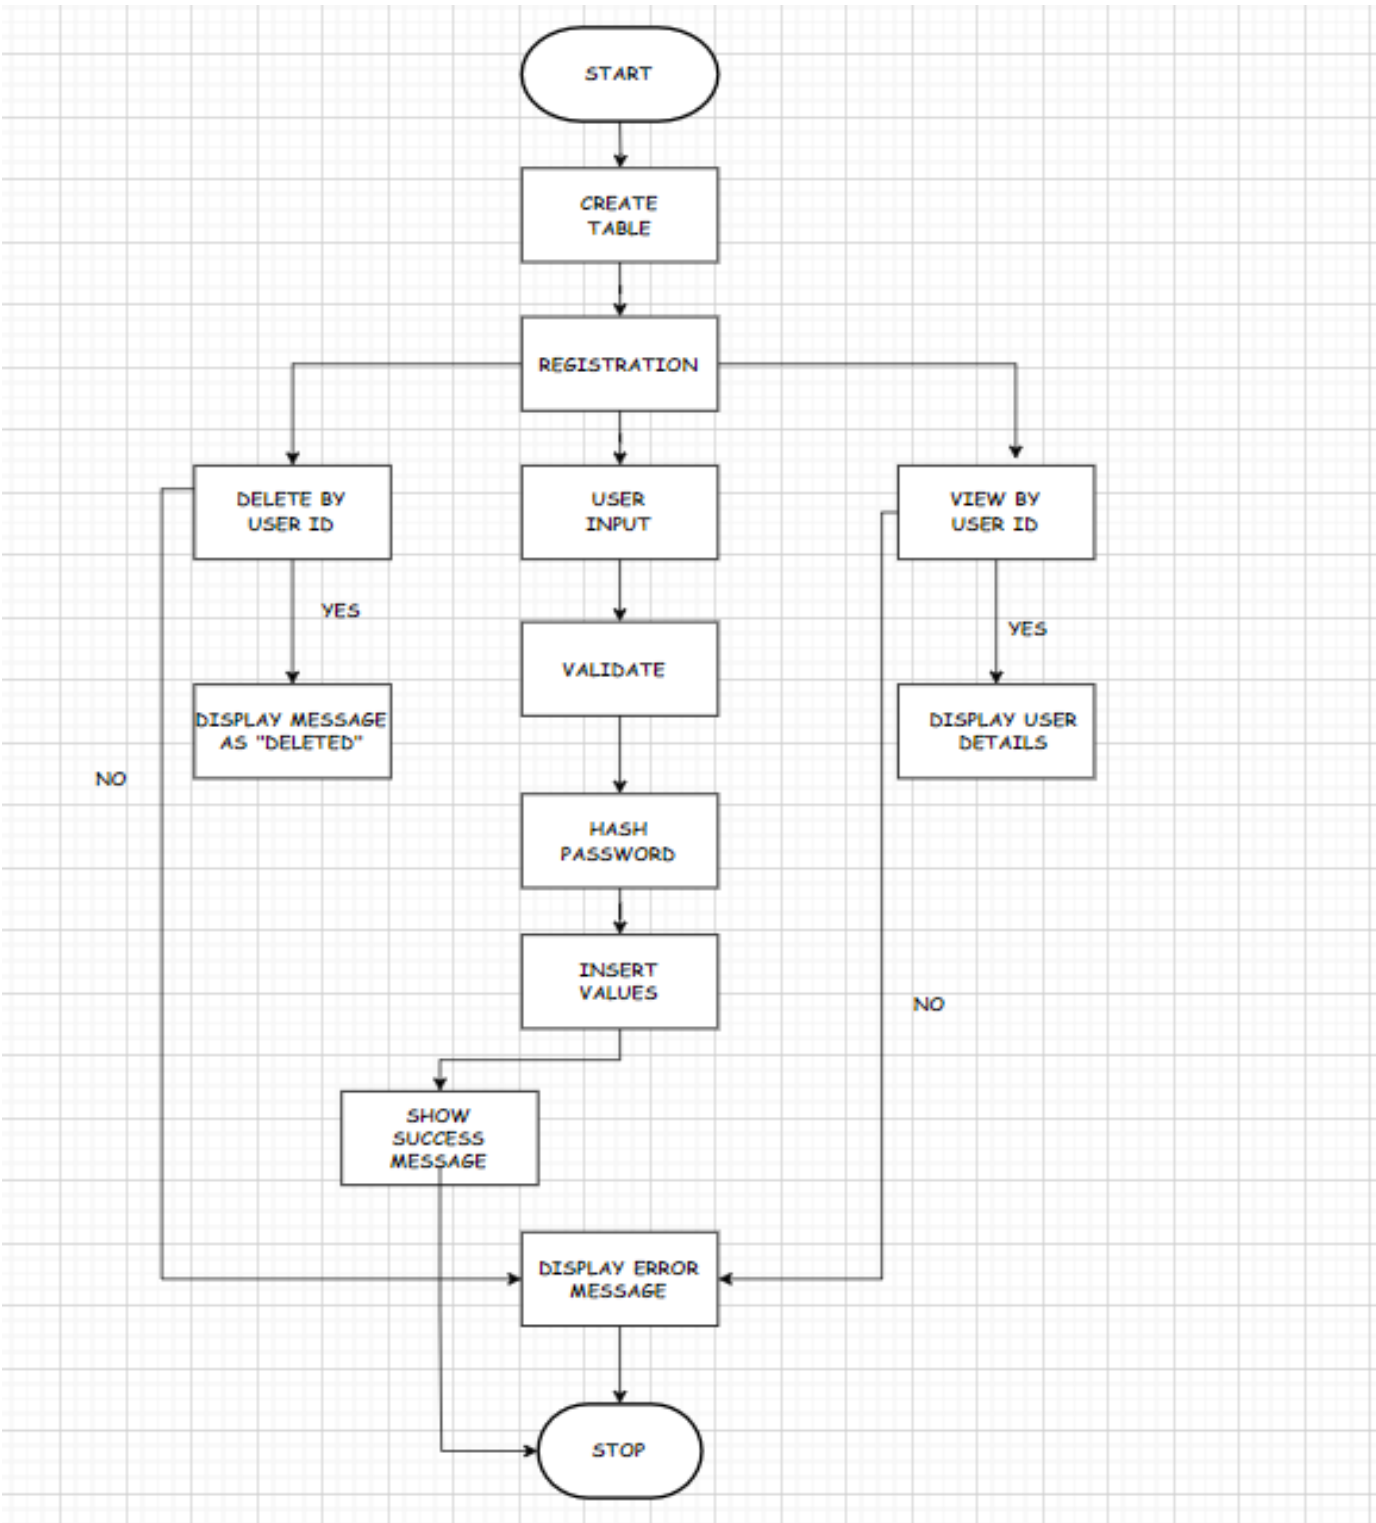 START
CREATE
TABLE
REGISTRATION
DELETE BY
USER ID
USER
INPUT
VIEW BY
USER ID
YES
YES
VALIDATE
DISPLAY MESSAGE
AS "DELETED"
DISPLAY USER
DETAILS
NO
HASH
PASSWORD
INSERT
VALUES
NO
SHOW
SUCCESS
MESSAGE
DISPLAY ERROR
MESSAGE
STOP